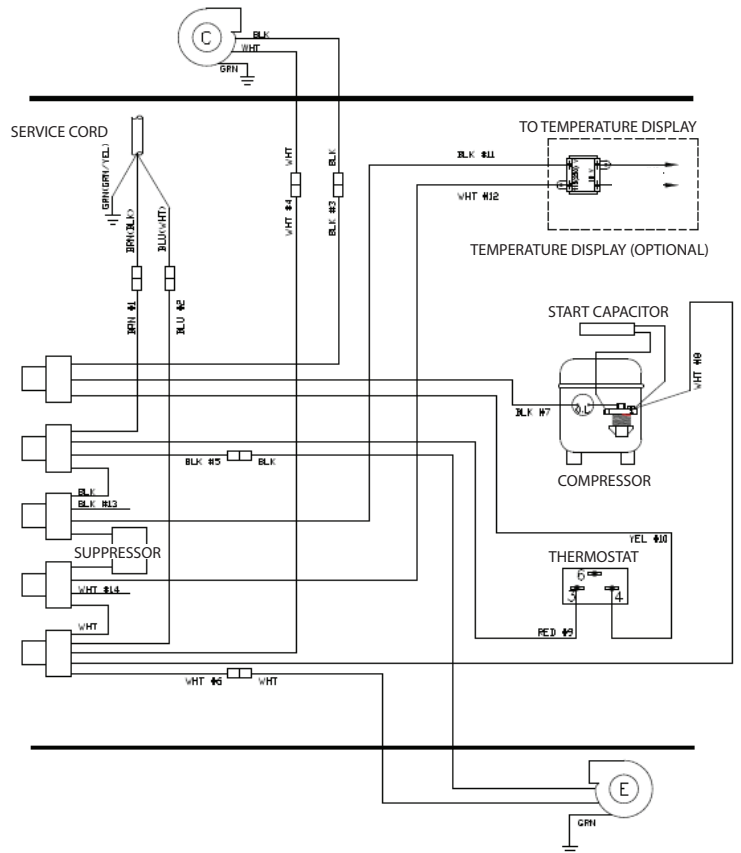 C
BLK
WHT
GRN
SERVICE CORD
TO TEMPERATURE DISPLAY
GRN(GRN/YEL)
BRN(BLK)
BLU(WHT)
WHT
BLK
WHT #4
BLK #3
BLK #11
WHT #12
TEMPERATURE DISPLAY (OPTIONAL)
BRN #1
BLU #2
START CAPACITOR
WHT #8
O.L
BLK #7
COMPRESSOR
BLK #5
BLK
BLK
BLK #13
SUPPRESSOR
YEL #10
THERMOSTAT
6
3
4
WHT #14
WHT
RED #9
WHT #6
WHT
E
GRN